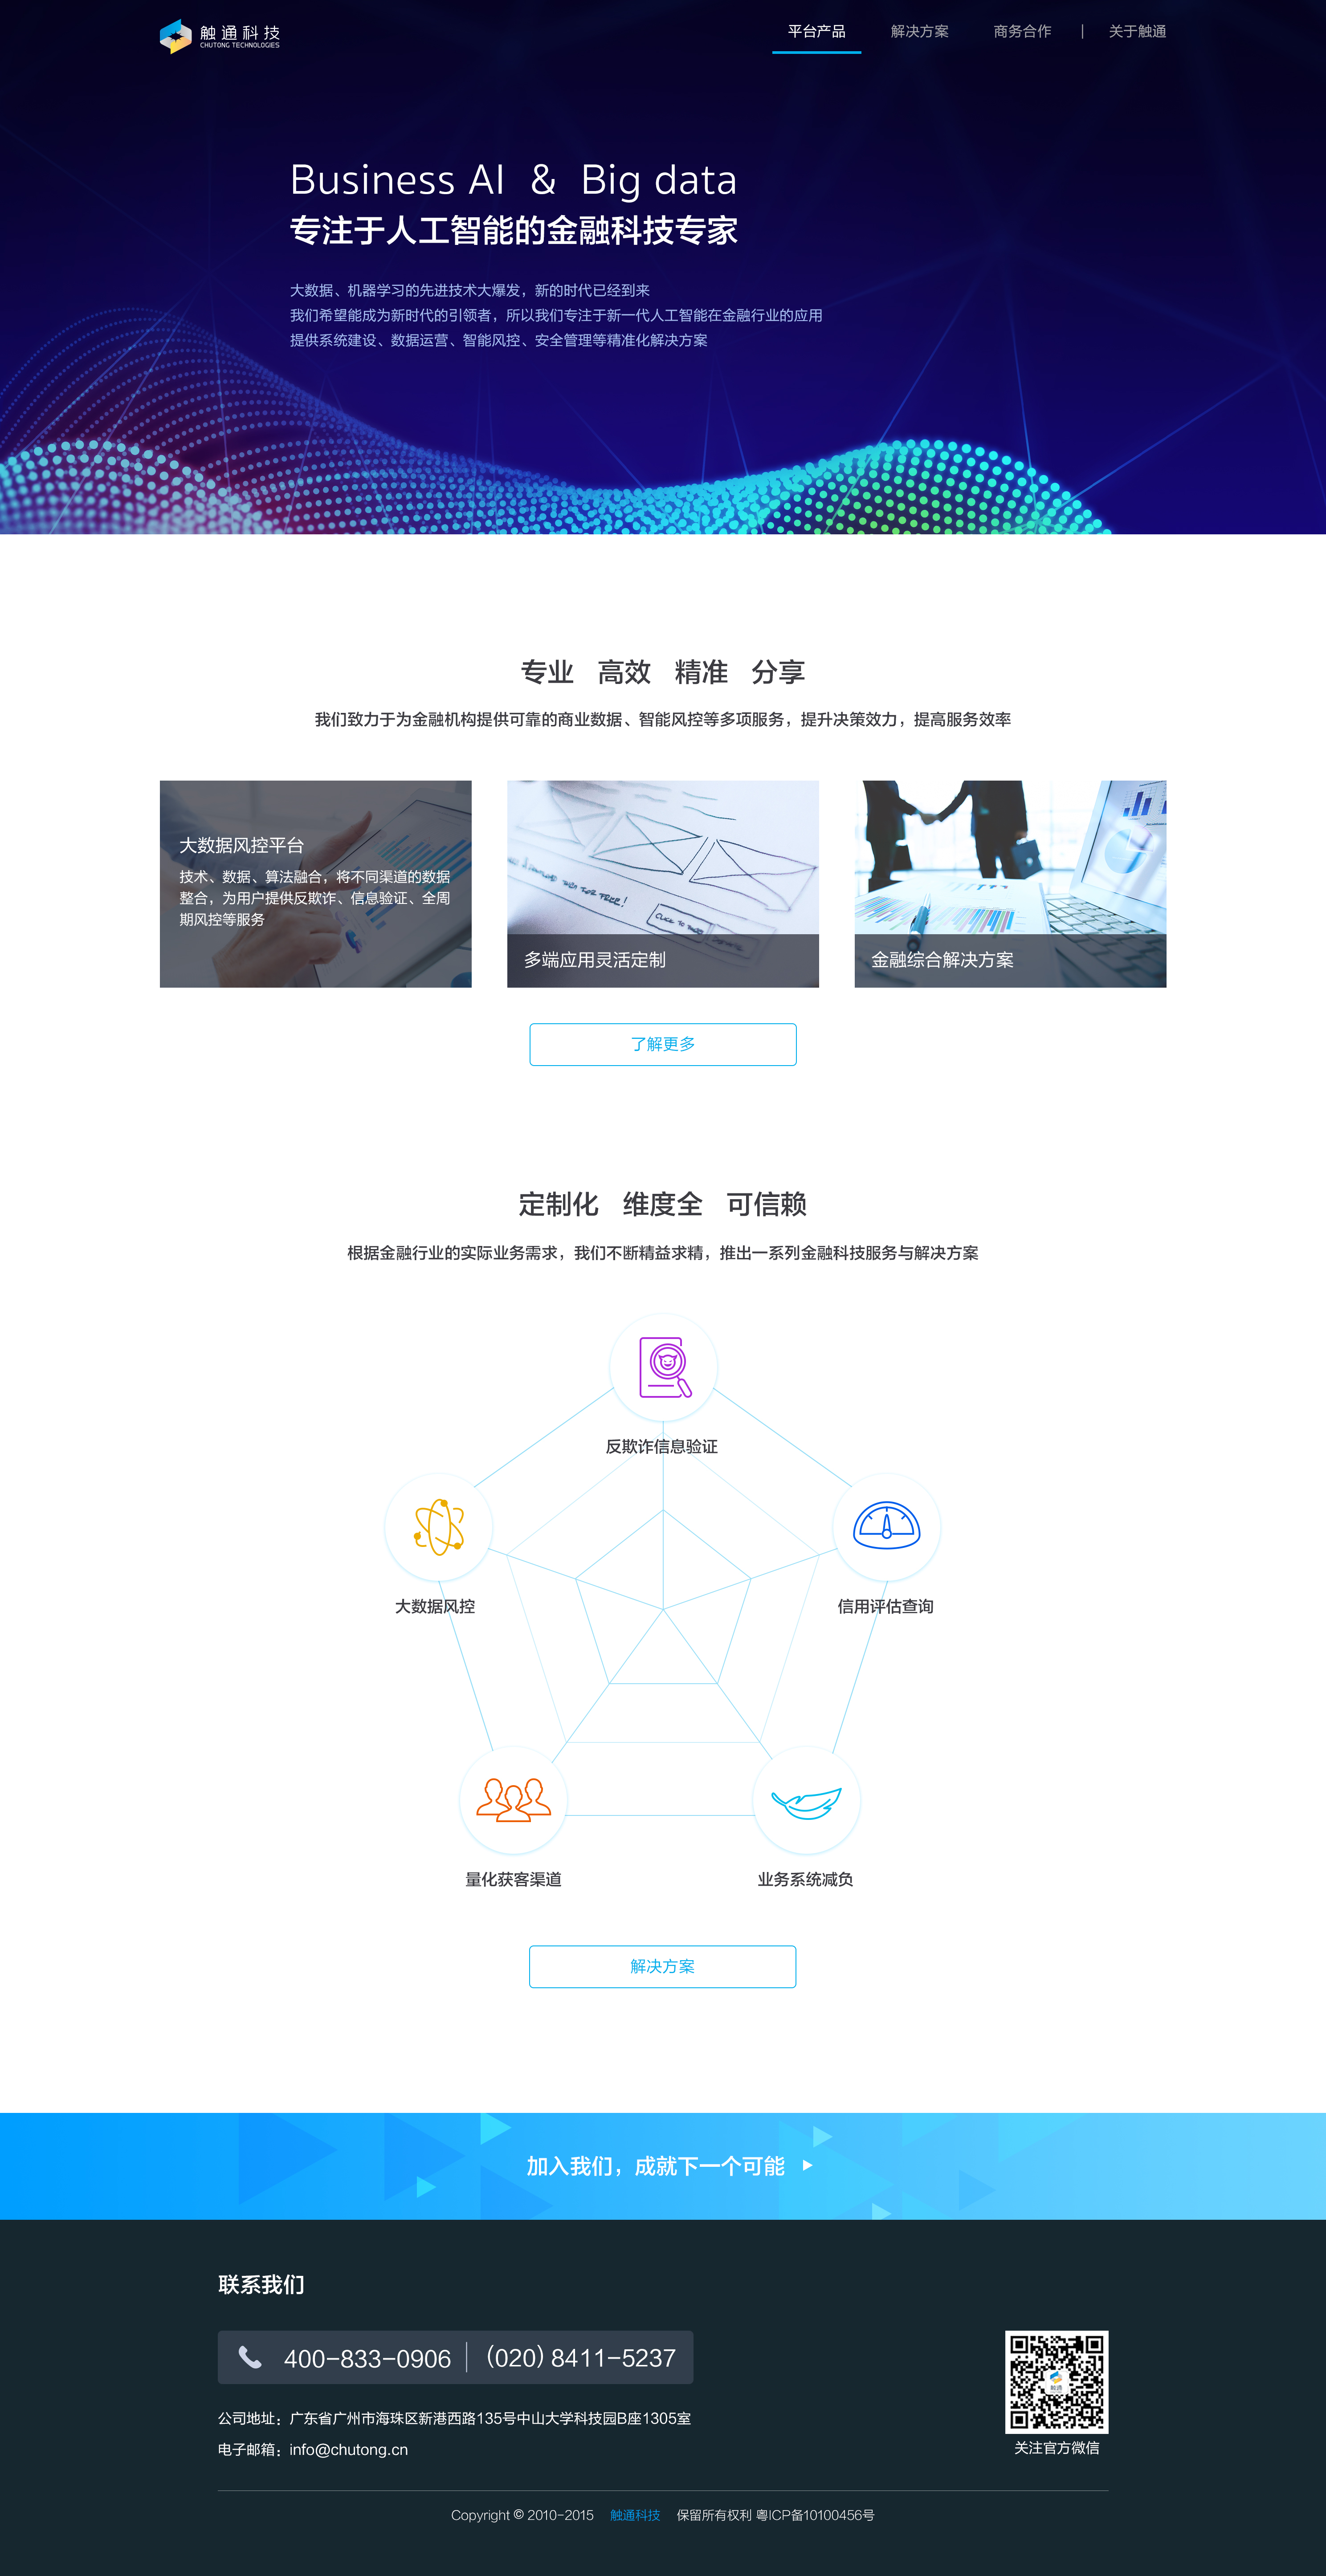 触通科技
CHUTONG TECHNOLOGIES
平台产品 解决方案 商务合作 | 关于触通
Business AI & Big data
专注于人工智能的金融科技专家
大数据、机器学习的先进技术大爆发，新的时代已经到来
我们希望能成为新时代的引领者，所以我们专注于新一代人工智能在金融行业的应用
提供系统建设、数据运营、智能风控、安全管理等精准化解决方案
专业 高效 精准 分享
我们致力于为金融机构提供可靠的商业数据、智能风控等多项服务，提升决策效力，提高服务效率
大数据风控平台
技术、数据、算法融合，将不同渠道的数据
整合，为用户提供反欺诈、信息验证、全周
期风控等服务
多端应用灵活定制
金融综合解决方案
了解更多
定制化 维度全 可信赖
根据金融行业的实际业务需求，我们不断精益求精，推出一系列金融科技服务与解决方案
反欺诈信息验证
大数据风控
信用评估查询
量化获客渠道
业务系统减负
解决方案
加入我们，成就下一个可能
联系我们
400-833-0906 | (020) 8411-5237
公司地址：广东省广州市海珠区新港西路135号中山大学科技园B座1305室
电子邮箱：info@chutong.cn
触通
关注官方微信
Copyright © 2010-2015 触通科技 保留所有权利 粤ICP备10100456号